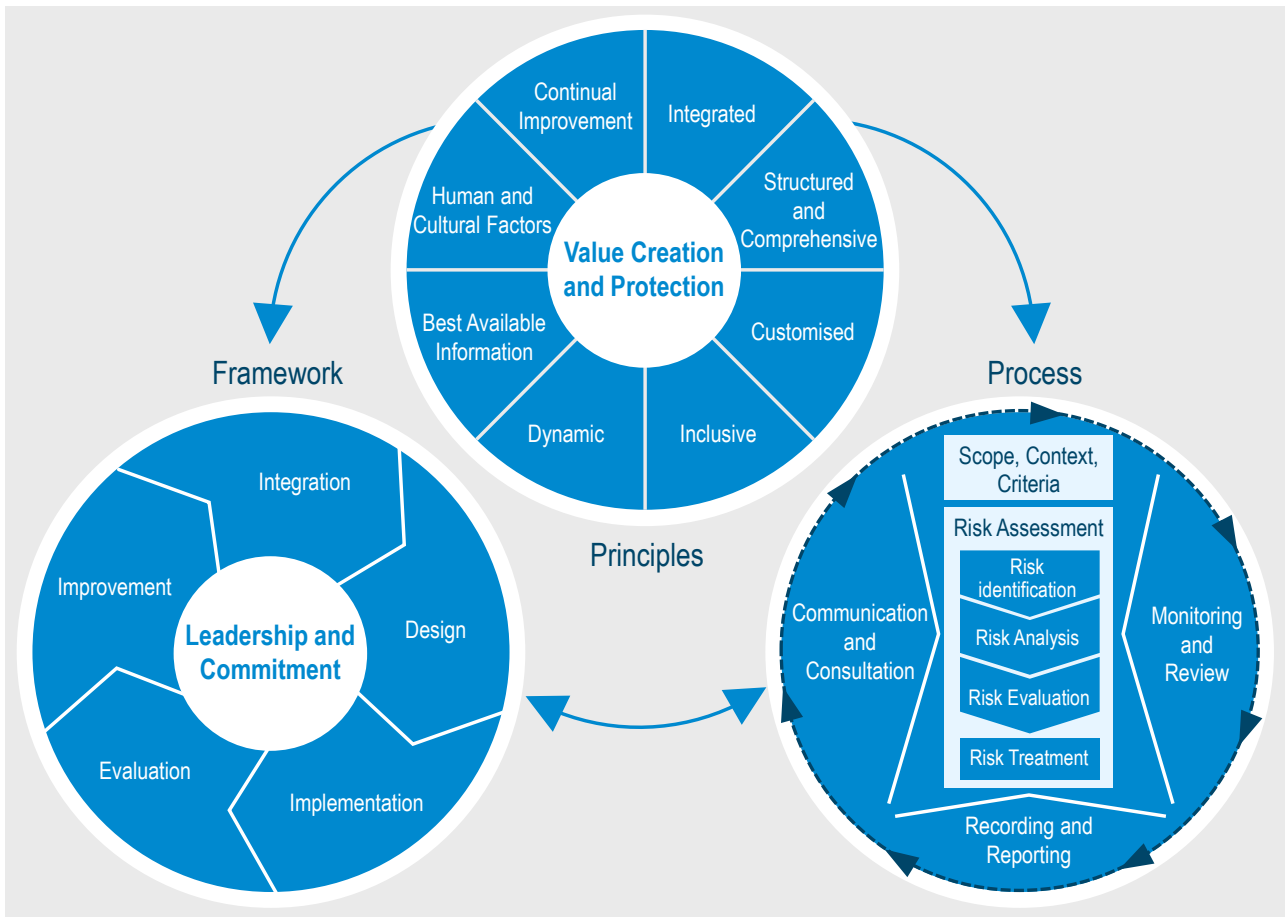 Continual
Improvement
Integrated
Structured
and
Comprehensive
Customised
Inclusive
Dynamic
Best Available
Information
Human and
Cultural Factors
Value Creation
and Protection
Principles
Framework
Integration
Design
Implementation
Evaluation
Improvement
Leadership and
Commitment
Process
Scope, Context,
Criteria
Risk Assessment
Risk
identification
Risk Analysis
Risk Evaluation
Risk Treatment
Communication
and
Consultation
Monitoring
and
Review
Recording and
Reporting